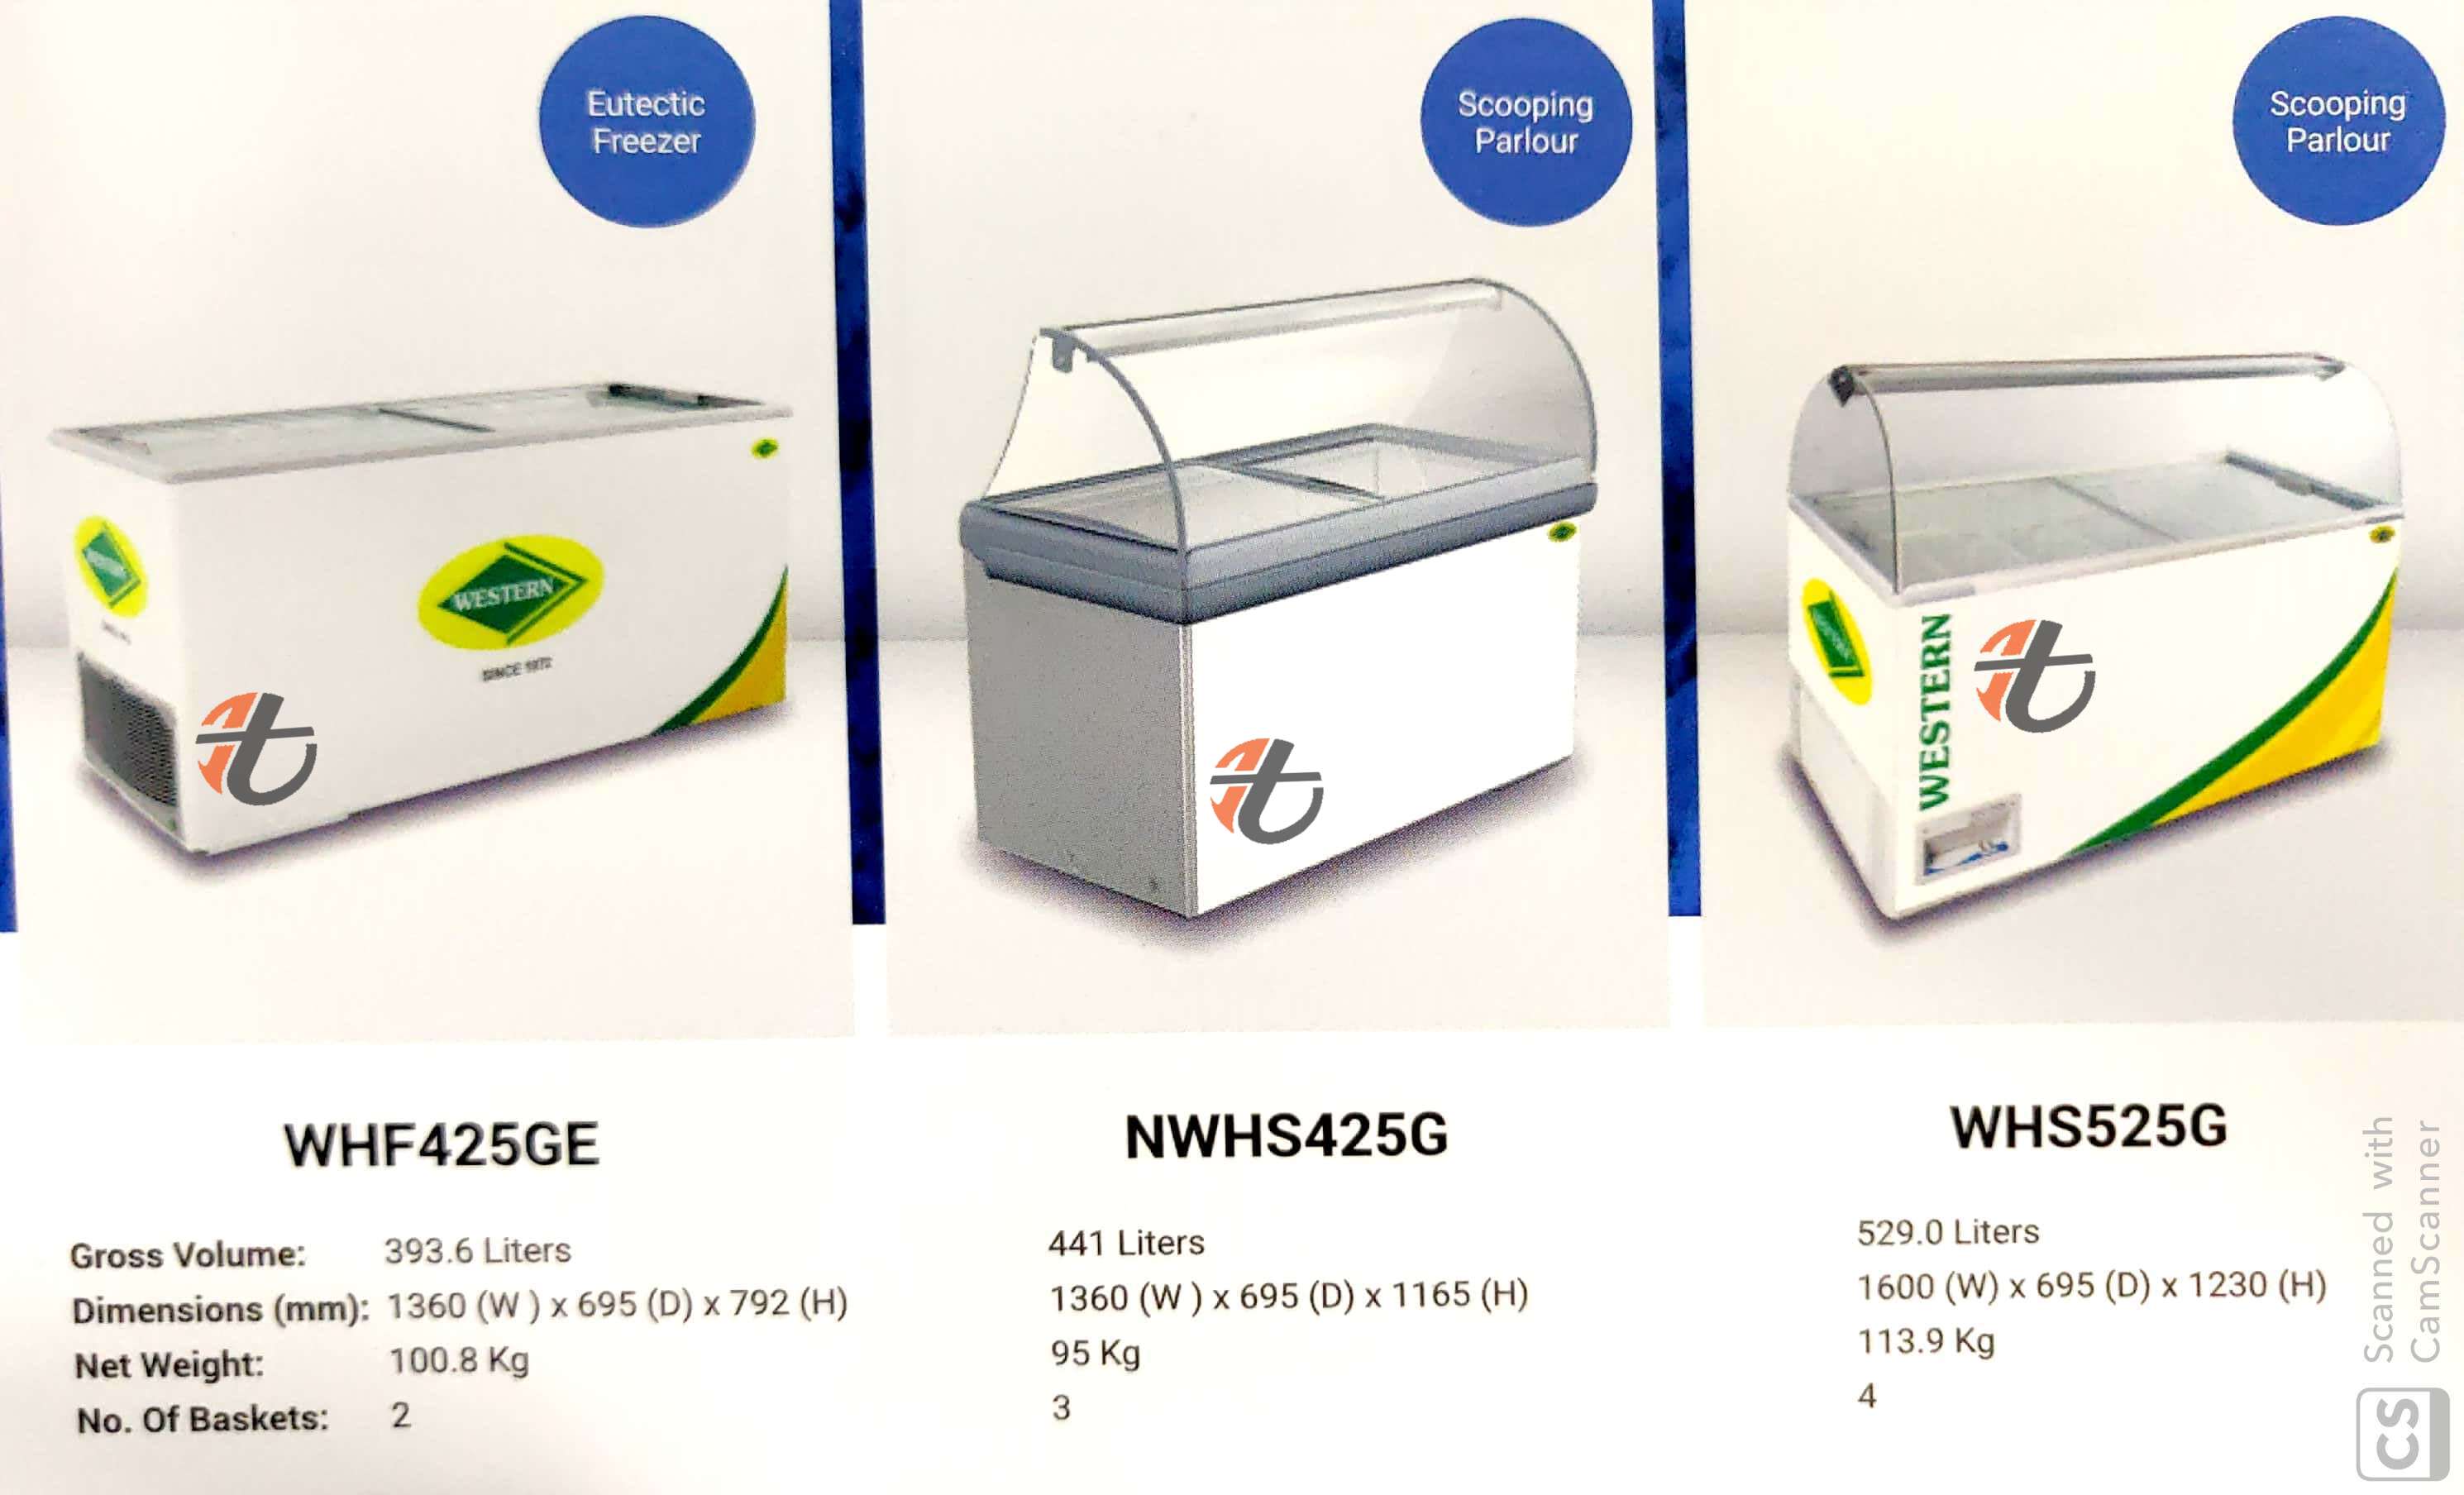 Eutectic
Freezer
Scooping
Parlour
Scooping
Parlour
WESTERN
SINCE 1972
WESTERN
WHF425GE
Gross Volume: 393.6 Liters
Dimensions (mm): 1360 (W ) x 695 (D) x 792 (H)
Net Weight: 100.8 Kg
No. Of Baskets: 2
NWHS425G
441 Liters
1360 (W ) x 695 (D) x 1165 (H)
95 Kg
3
WHS525G
529.0 Liters
1600 (W) x 695 (D) x 1230 (H)
113.9 Kg
4
Scanned with
CamScanner
CS